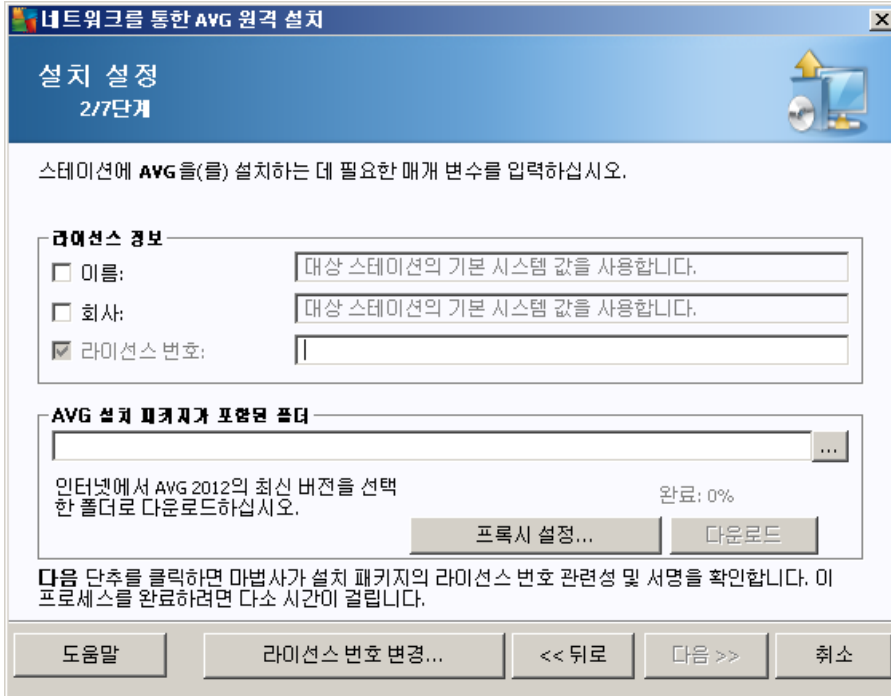 네트워크를 통한 AVG 원격 설치
설치 설정
2/7단계
스테이션에 AVG을(를) 설치하는 데 필요한 매개 변수를 입력하십시오.
라이선스 정보
이름:
대상 스테이션의 기본 시스템 값을 사용합니다.
회사:
대상 스테이션의 기본 시스템 값을 사용합니다.
라이선스 번호:
AVG 설치 패키지가 포함된 폴더
...
인터넷에서 AVG 2012의 최신 버전을 선택
한 폴더로 다운로드하십시오.
완료: 0%
프록시 설정...
다운로드
다음 단추를 클릭하면 마법사가 설치 패키지의 라이선스 번호 관련성 및 서명을 확인합니다. 이
프로세스를 완료하려면 다소 시간이 걸립니다.
도움말
라이선스 번호 변경...
<< 뒤로
다음 >>
취소